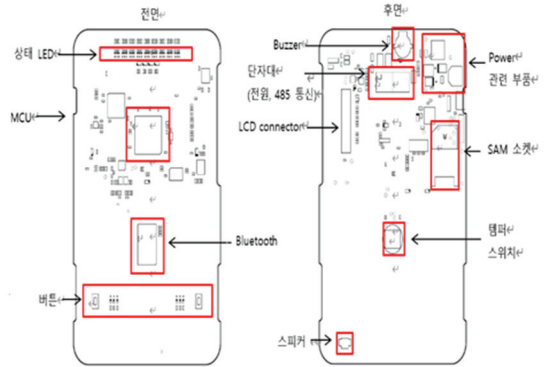 전면
상태 LED
MCU
Bluetooth
버튼
후면
Buzzer
단자대
(전원, 485 통신)
LCD connector
Power
관련 부품
SAM 소켓
템퍼
스위치
스피커